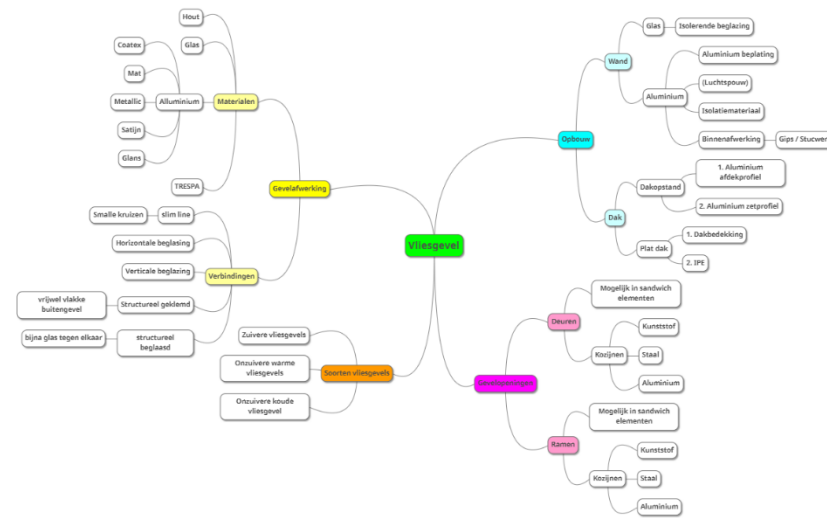 Vliesgevel
Gevelafwerking
Materialen
Hout
Glas
Alluminium
Coatex
Mat
Metallic
Satijn
Glans
TRESPA
Verbindingen
slim line
Smalle kruizen
Horizontale beglasing
Verticale beglazing
Structureel geklemd
vrijwel vlakke
buitengevel
structureel
beglaasd
bijna glas tegen elkaar
Soorten vliesgevels
Zuivere vliesgevels
Onzuivere warme
vliesgevels
Onzuivere koude
vliesgevel
Opbouw
Wand
Glas
Isolerende beglazing
Aluminium
Aluminium beplating
(Luchtspouw)
Isolatiemateriaal
Binnenafwerking
Gips / Stucwer
Dak
Dakopstand
1. Aluminium
afdekprofiel
2. Aluminium zetprofiel
Plat dak
1. Dakbedekking
2. IPE
Gevelopeningen
Deuren
Mogelijk in sandwich
elementen
Kozijnen
Kunststof
Staal
Aluminium
Ramen
Mogelijk in sandwich
elementen
Kozijnen
Kunststof
Staal
Aluminium